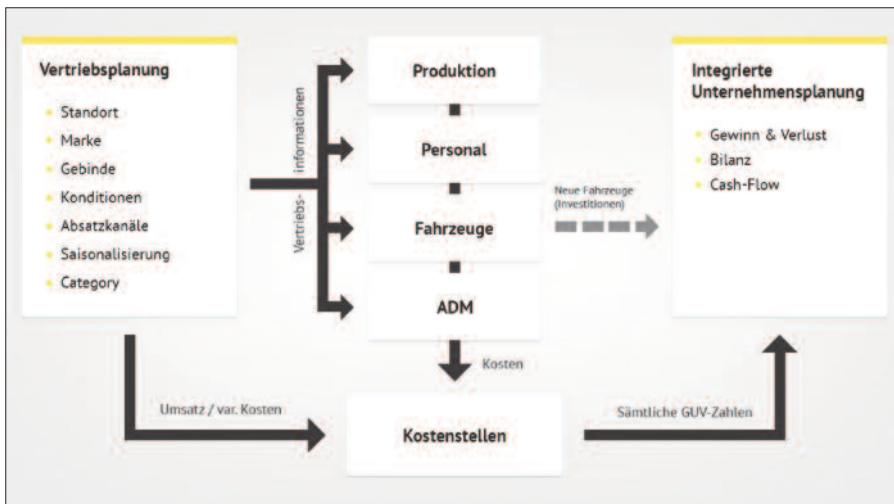 Vertriebsplanung
Standort
Marke
Gebinde
Konditionen
Absatzkanäle
Saisonalisierung
Category
Vertriebs-
informationen
Produktion
Personal
Fahrzeuge
ADM
Neue Fahrzeuge
(Investitionen)
Integrierte
Unternehmensplanung
Gewinn & Verlust
Bilanz
Cash-Flow
Kosten
Umsatz / var. Kosten
Kostenstellen
Sämtliche GUV-Zahlen